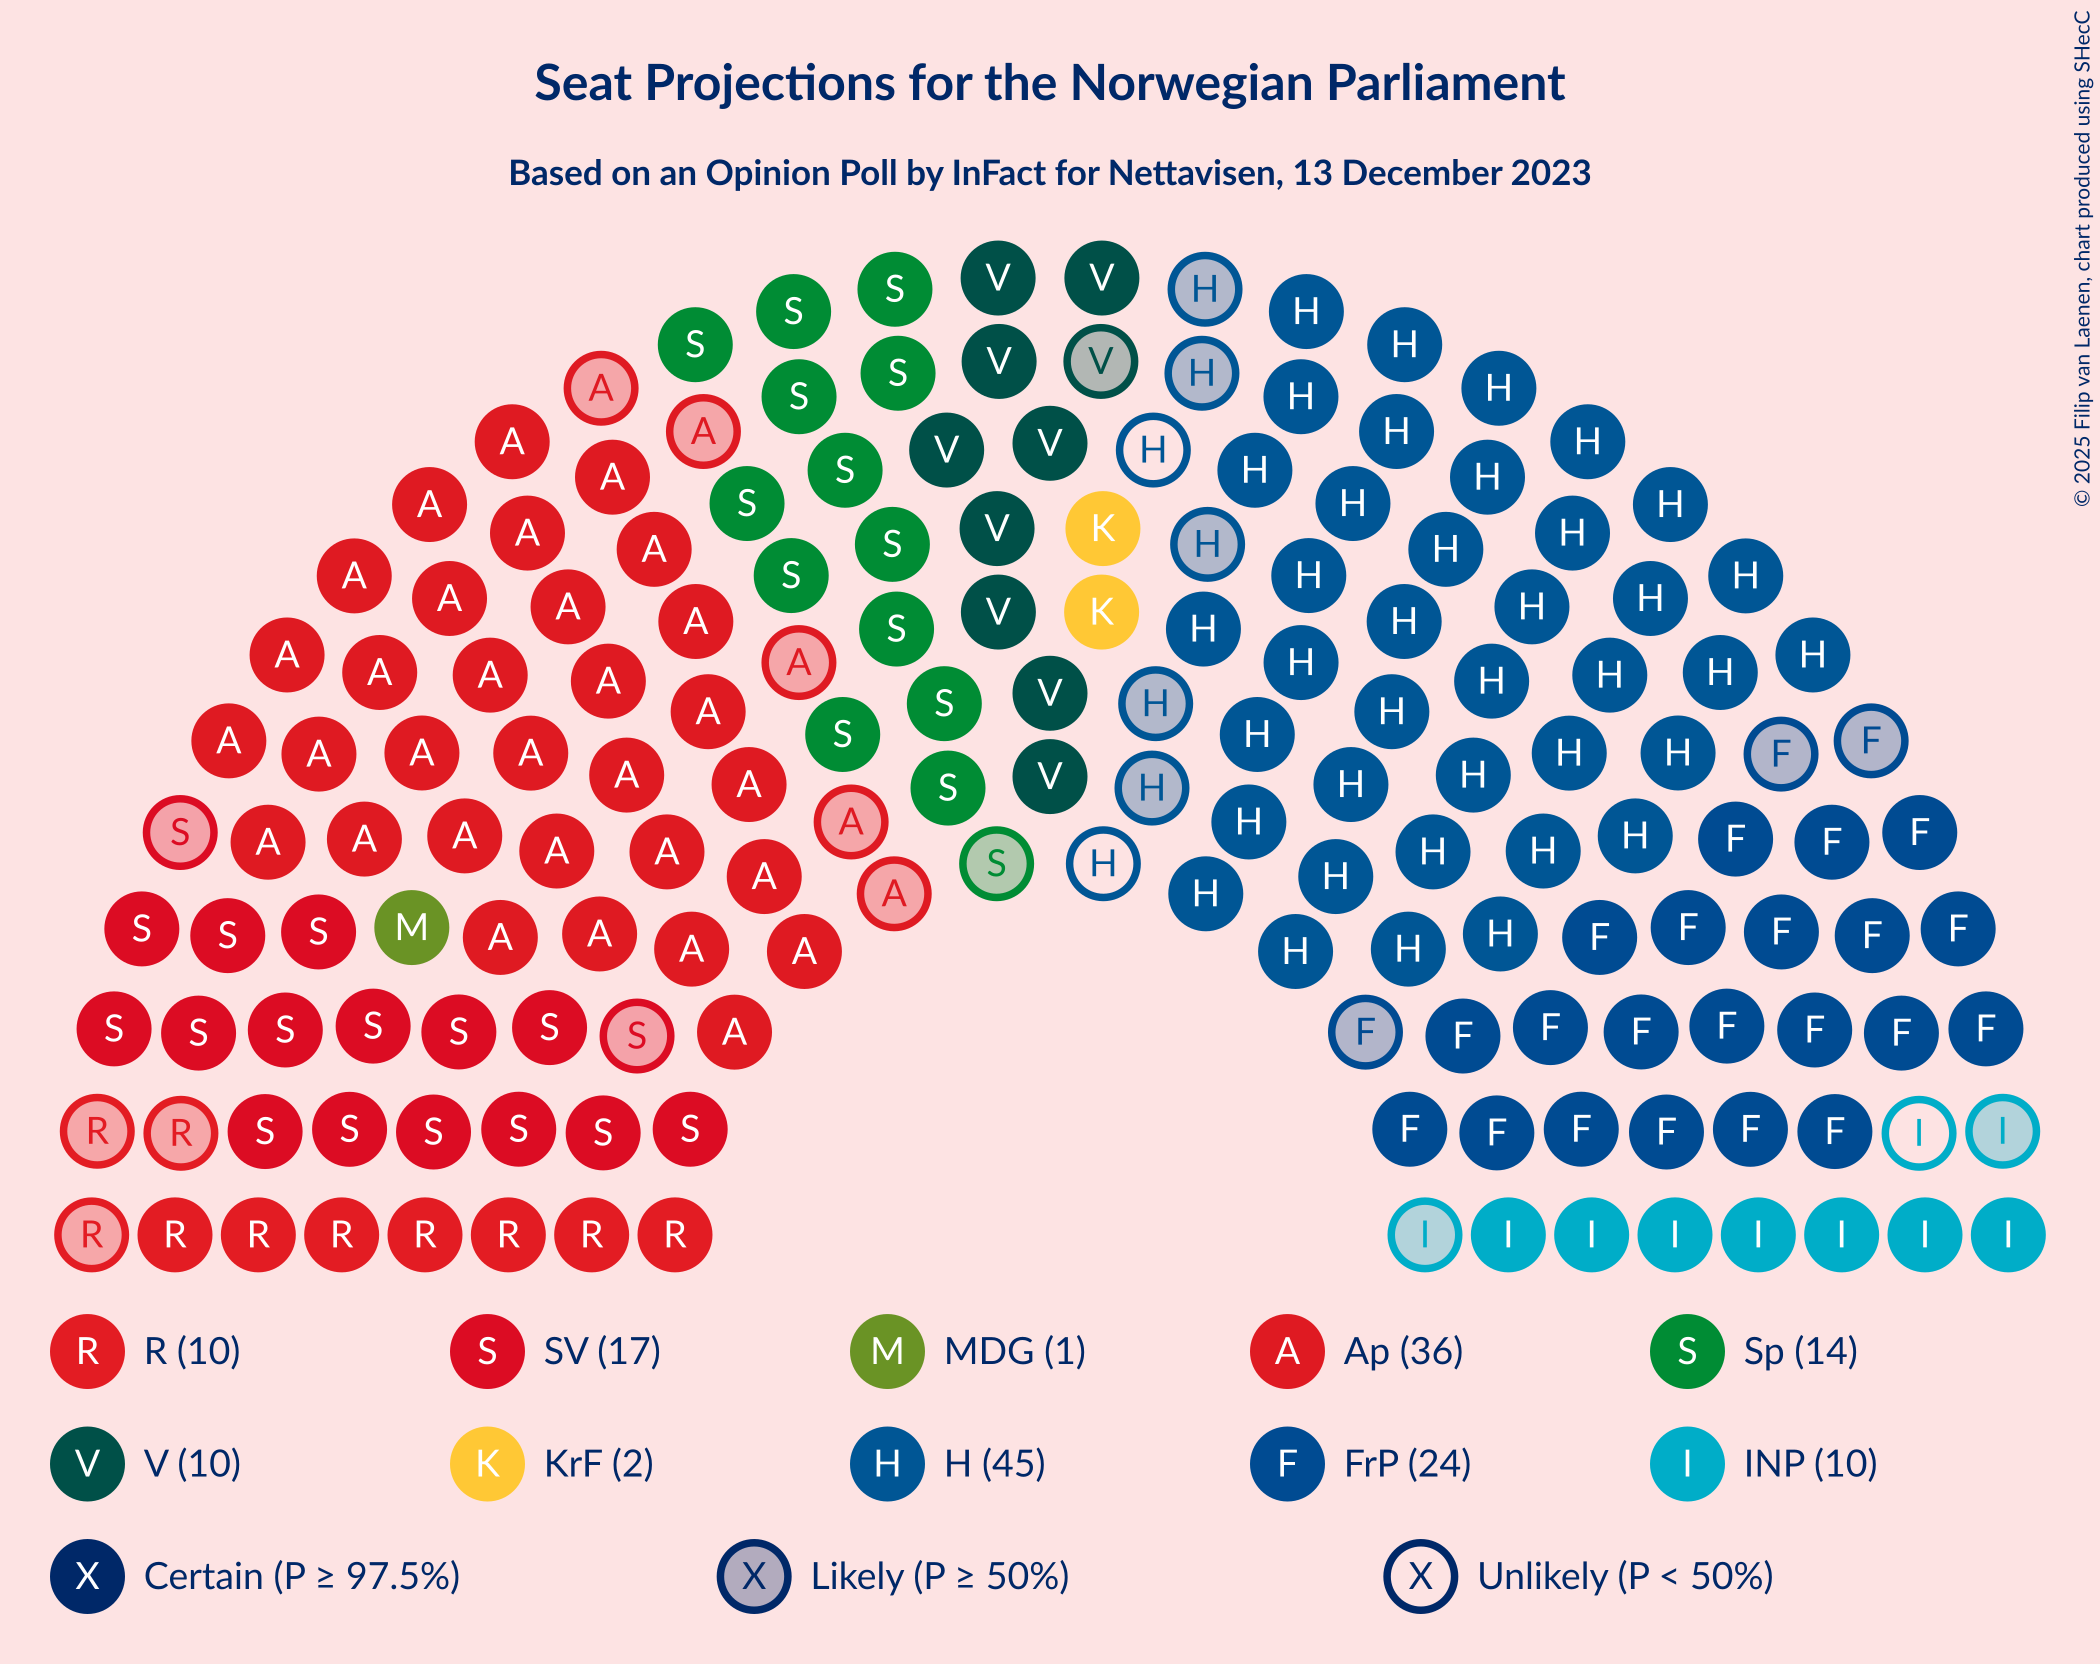 Seat Projections for the Norwegian Parliament
Based on an Opinion Poll by InFact for Nettavisen, 13 December 2023
© 2025 Filip van Laenen, chart produced using SHecC
V V
S H
S H
S H
A H
A H
A H
A H
A H
A F
S F
S F
S F
R I
R I
V V
S H
S H
A H
A H
A H
A H
A H
A F
A F
S F
S F
R I
R I
V V H
S H
S H
A H
A H
A H
A H
A F
S F
S F
S F
R I
V K
S H
S H
A H
A H
A H
A H
M F
S F
S F
R I
V K
S H
A H
A H
A H
A H
A F
S F
S F
R I
S V H
S H
A H
A H
A H
A H
S F
S F
R I
S V H
A H
A H
A H
A H
S F
S F
R I
S H
A H
A H
A F
S F
R I
R R (10) S SV (17) M MDG (1) A Ap (36) S Sp (14)
V V (10) K KrF (2) H H (45) F FrP (24) I INP (10)
X Certain (P ≥ 97.5%) X Likely (P ≥ 50%) X Unlikely (P < 50%)